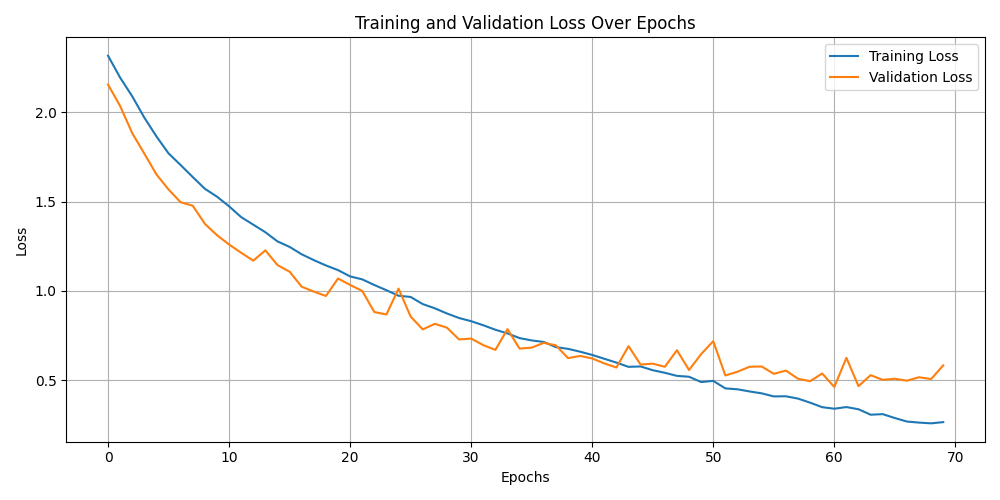 Training and Validation Loss Over Epochs
Training Loss
Validation Loss
Loss
2.0
1.5
1.0
0.5
0 10 20 30 40 50 60 70
Epochs